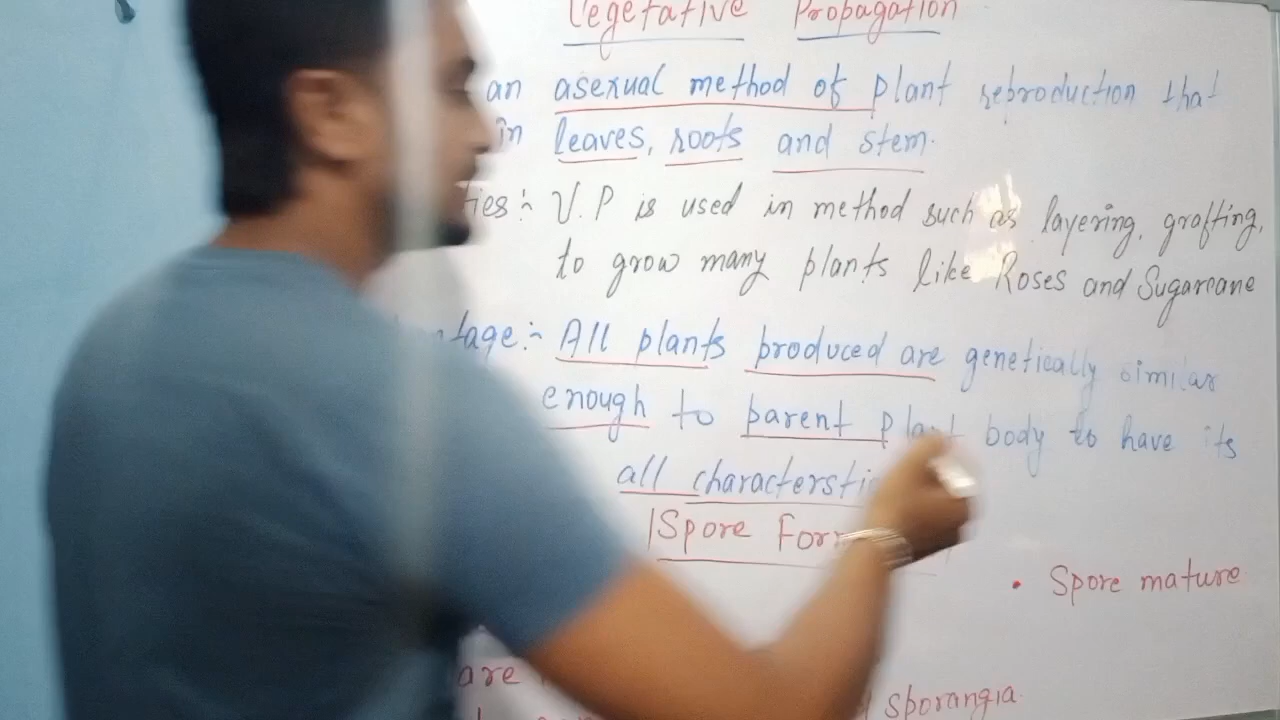 Vegetative Propagation
an asexual method of plant reproduction that
in leaves, roots and stem.
ties :- V.P is used in method such as layering, grafting,
to grow many plants like Roses and Sugarcane
tage :- All plants produced are genetically similar
enough to parent plant body to have its
all characterstic
Spore For
• Spore mature
are
sporangia.